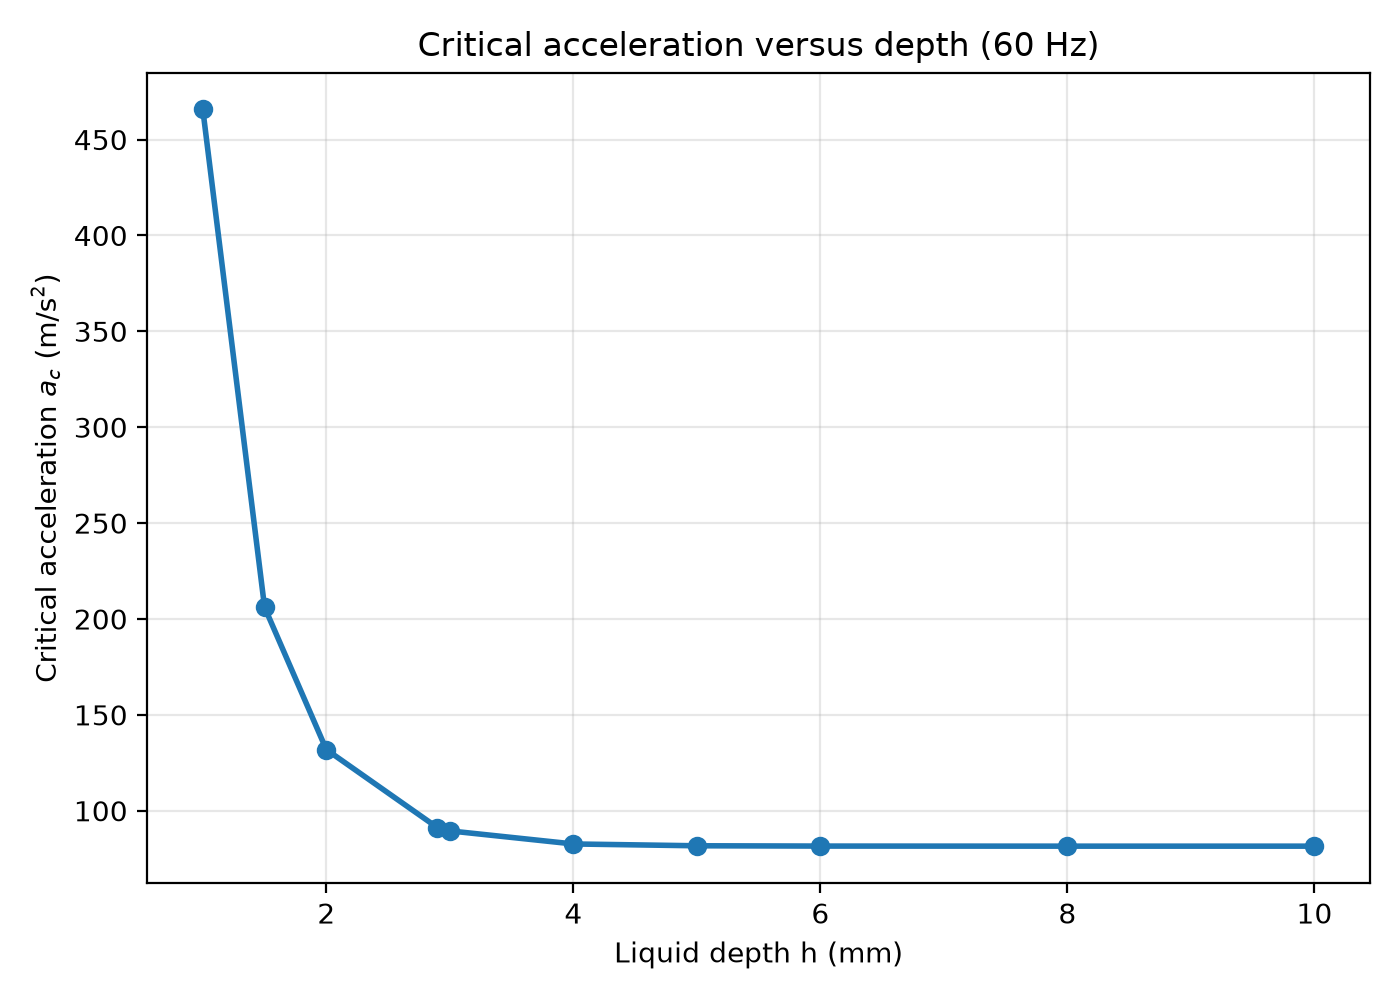 Critical acceleration versus depth (60 Hz)
Critical acceleration a_c (m/s²)
450
400
350
300
250
200
150
100
2 4 6 8 10
Liquid depth h (mm)